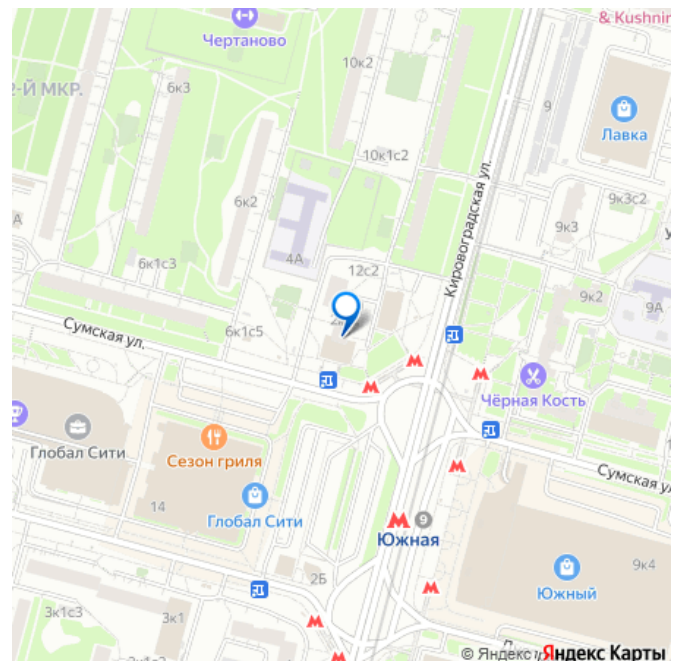 & Kushnir
Чертаново
10к2
6к3
2-Й МКР.
9
Лавка
10к1с2
Кировоградская ул.
6к2
9к3с2
9к3
4А
6к1с3
12с2
9к2
9А
Сумская ул.
6к1с5
Чёрная Кость
Глобал Сити
Сезон гриля
Сумская ул.
14
Глобал Сити
9
Южная
9к4
2Б
Южный
3к1с3
3к1
© Яндекс
Яндекс Карты